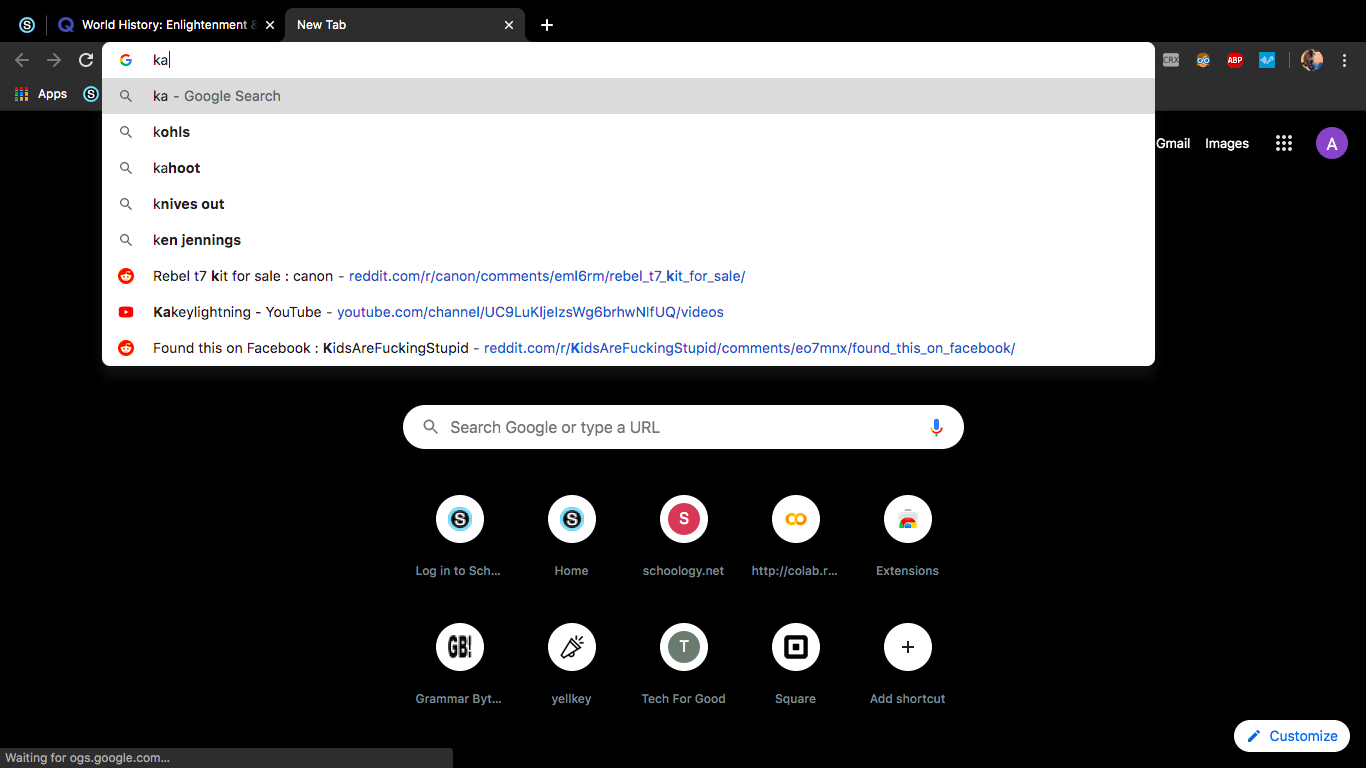 World History: Enlightenment &
New Tab
ka
Apps
CRX
ABP
ka - Google Search
kohls
kahoot
knives out
ken jennings
Rebel t7 kit for sale : canon - reddit.com/r/canon/comments/eml6rm/rebel_t7_kit_for_sale/
Kakeylightning - YouTube - youtube.com/channel/UC9LuKIjeIzsWg6brhwNIfUQ/videos
Found this on Facebook : KidsAreFuckingStupid - reddit.com/r/KidsAreFuckingStupid/comments/eo7mnx/found_this_on_facebook/
Gmail Images A
Search Google or type a URL
S S S
Log in to Sch... Home schoology.net http://colab.r... Extensions
GB! T
Grammar Byt... yellkey Tech For Good Square Add shortcut
Customize
Waiting for ogs.google.com...